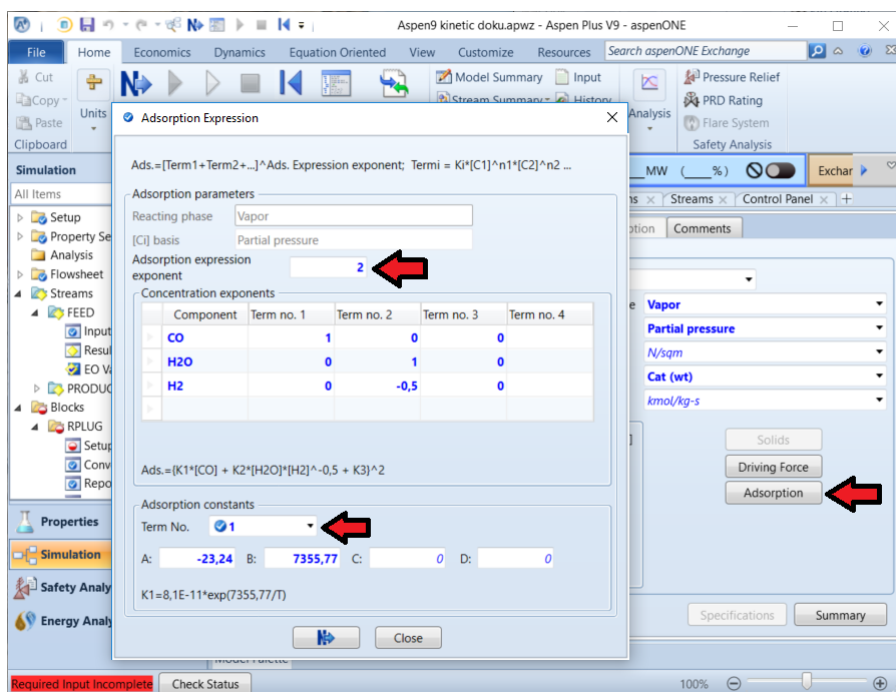 Aspen9 kinetic doku.apwz - Aspen Plus V9 - aspenONE
File Home Economics Dynamics Equation Oriented View Customize Resources Search aspenONE Exchange
Cut
Copy
Paste
Clipboard
Units
Model Summary Input
Stream Summary History
Analysis
Pressure Relief
PRD Rating
Flare System
Safety Analysis
Simulation
All Items
Setup
Property Se
Analysis
Flowsheet
Streams
FEED
Input
Resul
EO Va
PRODUC
Blocks
RPLUG
Setup
Conv
Repo
Properties
Simulation
Safety Analy
Energy Analy
Adsorption Expression
Ads.=[Term1+Term2+...]^Ads. Expression exponent; Termi = Ki*[C1]^n1*[C2]^n2 ...
Adsorption parameters
Reacting phase Vapor
[Ci] basis Partial pressure
Adsorption expression
exponent 2
Concentration exponents
Component Term no. 1 Term no. 2 Term no. 3 Term no. 4
CO 1 0 0
H2O 0 1 0
H2 0 -0,5 0
Ads.=(K1*[CO] + K2*[H2O]*[H2]^-0,5 + K3)^2
Adsorption constants
Term No. 1
A: -23,24 B: 7355,77 C: 0 D: 0
K1=8,1E-11*exp(7355,77/T)
Close
MW ( %) Exchar
ns Streams Control Panel +
otion Comments
e Vapor
Partial pressure
N/sqm
Cat (wt)
kmol/kg-s
Solids
Driving Force
Adsorption
Specifications Summary
Model Palette
Required Input Incomplete Check Status 100%